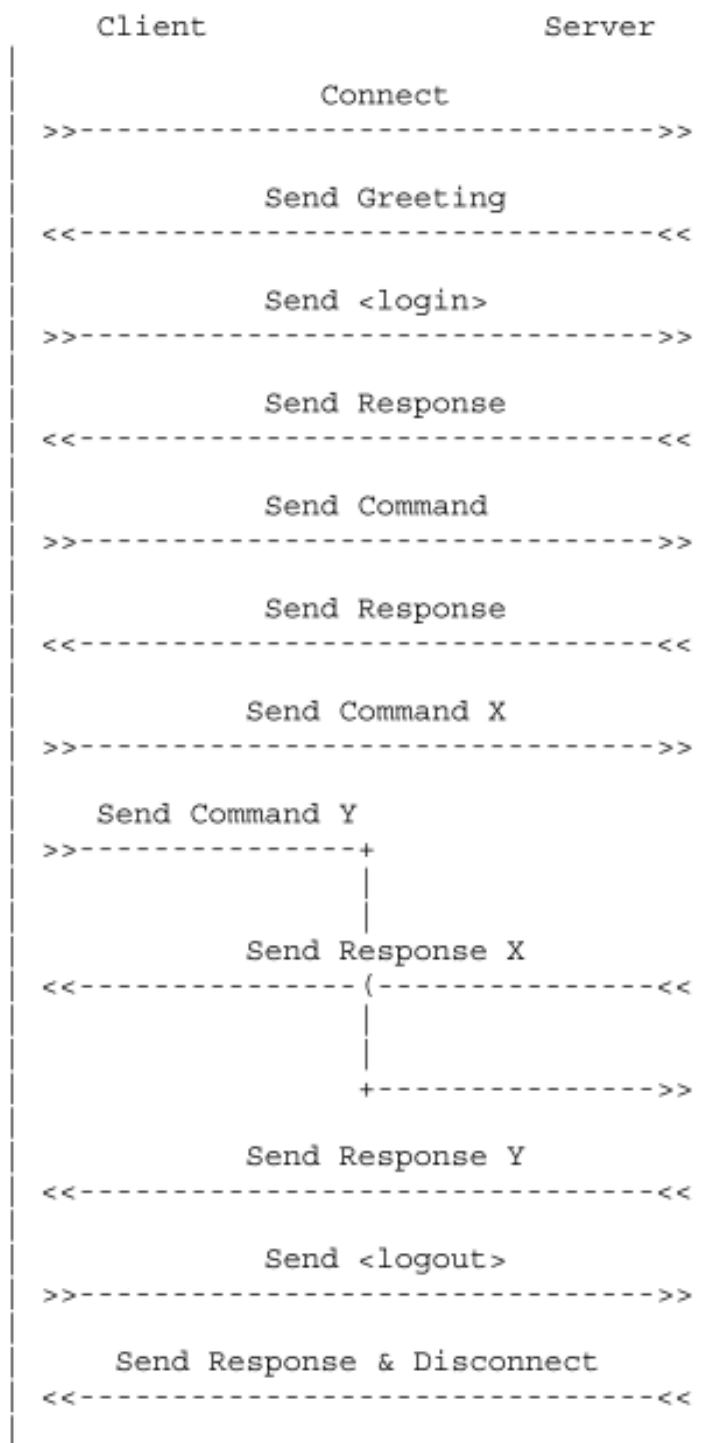 Client Server
Connect
>>------------------------------->>
Send Greeting
<<-------------------------------<<
Send <login>
>>------------------------------->>
Send Response
<<-------------------------------<<
Send Command
>>------------------------------->>
Send Response
<<-------------------------------<<
Send Command X
>>------------------------------->>
Send Command Y
>>---------------+
|
|
Send Response X
<<---------------(---------------<<
|
|
+--------------->>
Send Response Y
<<-------------------------------<<
Send <logout>
>>------------------------------->>
Send Response & Disconnect
<<-------------------------------<<